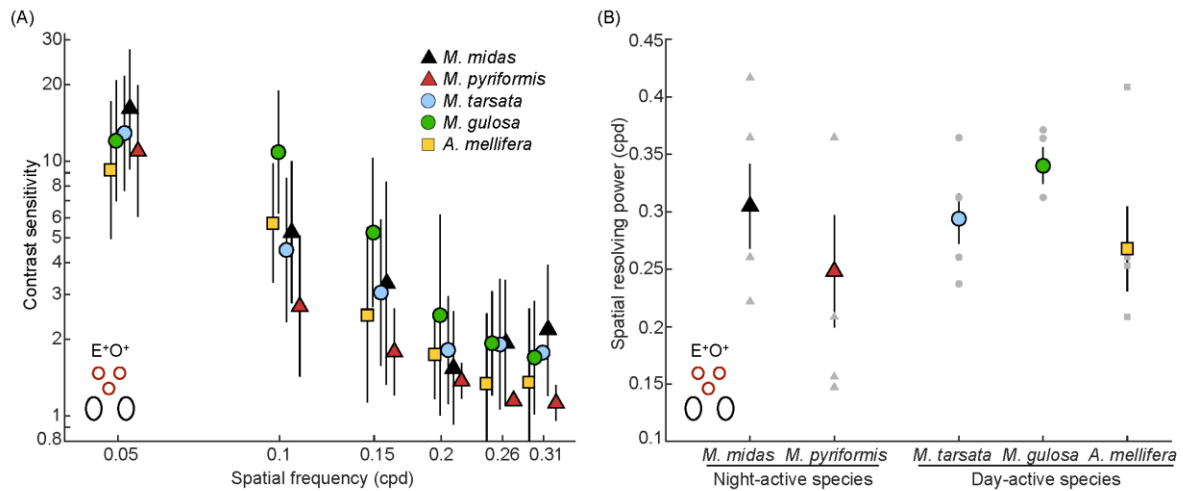 (A)
30
20
10
6
5
4
3
2
1
0.8
Contrast sensitivity
M. midas
M. pyriformis
M. tarsata
M. gulosa
A. mellifera
E⁺O⁺
0.05
0.1
0.15
0.2
0.26
0.31
Spatial frequency (cpd)
(B)
0.45
0.4
0.35
0.3
0.25
0.2
0.15
0.1
Spatial resolving power (cpd)
E⁺O⁺
M. midas M. pyriformis M. tarsata M. gulosa A. mellifera
Night-active species Day-active species